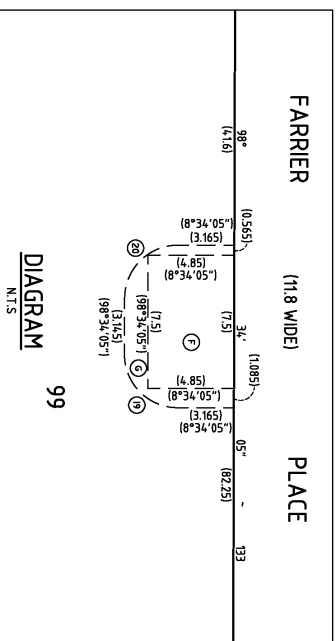 FARRIER (11.8 WIDE) PLACE
98° 34' 05" - 133
(41.6) (0.565) (7.5) (1.085) (82.25)
(8°34'05")
(3.165)
(4.85)
(8°34'05")
F
(4.85)
(8°34'05")
(3.165)
(8°34'05")
20
(7.5)
(98°34'05")
G
19
(3.145)
(98°34'05")
99
DIAGRAM
N.T.S